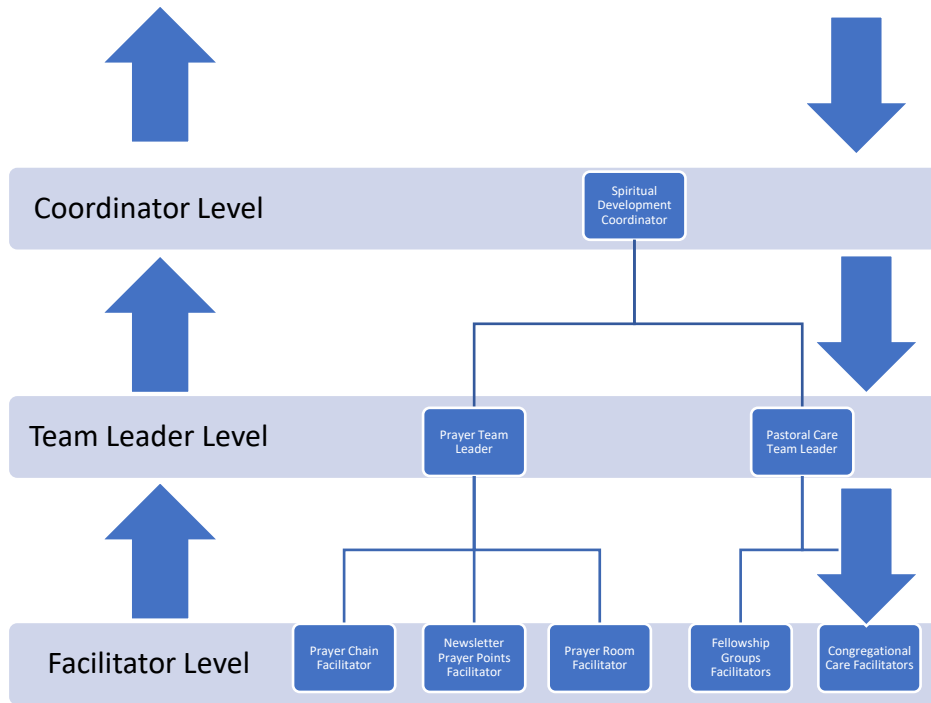 Coordinator Level
Spiritual
Development
Coordinator
Team Leader Level
Prayer Team
Leader
Pastoral Care
Team Leader
Facilitator Level
Prayer Chain
Facilitator
Newsletter
Prayer Points
Facilitator
Prayer Room
Facilitator
Fellowship
Groups
Facilitators
Congregational
Care Facilitators